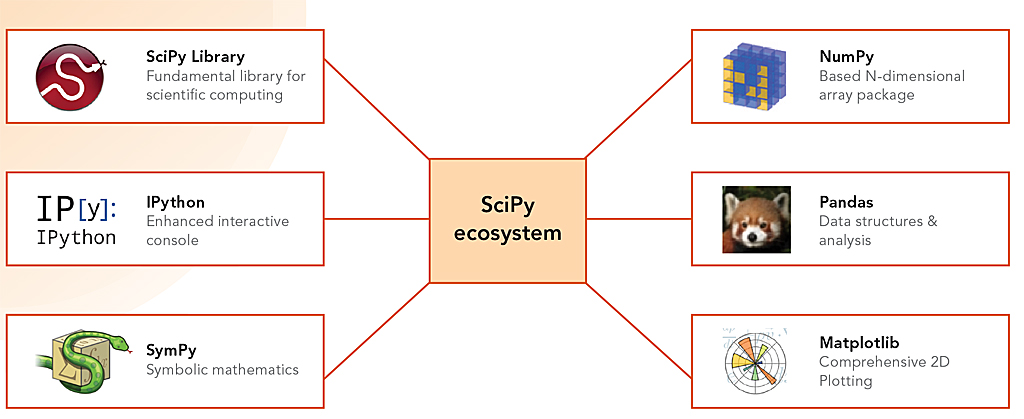 SciPy Library
Fundamental library for
scientific computing
IP[y]:
IPython
IPython
Enhanced interactive
console
SymPy
Symbolic mathematics
SciPy
ecosystem
NumPy
Based N-dimensional
array package
Pandas
Data structures &
analysis
Matplotlib
Comprehensive 2D
Plotting